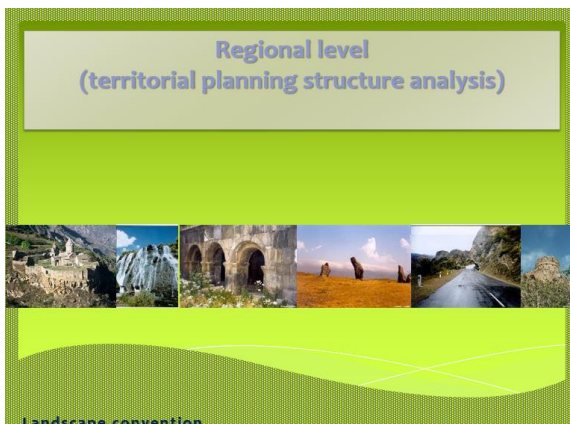 Regional level
(territorial planning structure analysis)
Landscape convention